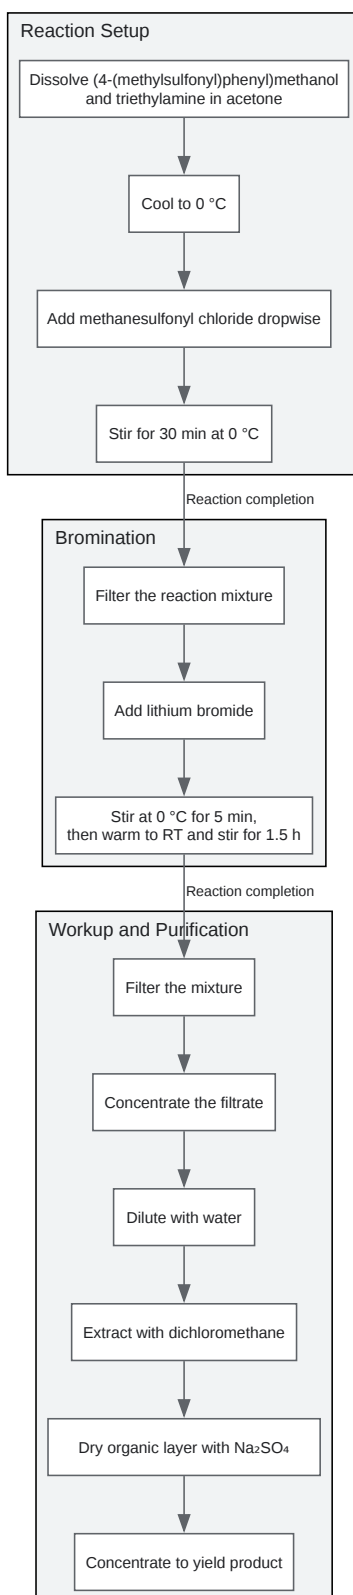 Reaction Setup
Dissolve (4-(methylsulfonyl)phenyl)methanol
and triethylamine in acetone
Cool to 0 °C
Add methanesulfonyl chloride dropwise
Stir for 30 min at 0 °C
Reaction completion
Bromination
Filter the reaction mixture
Add lithium bromide
Stir at 0 °C for 5 min,
then warm to RT and stir for 1.5 h
Reaction completion
Workup and Purification
Filter the mixture
Concentrate the filtrate
Dilute with water
Extract with dichloromethane
Dry organic layer with Na₂SO₄
Concentrate to yield product